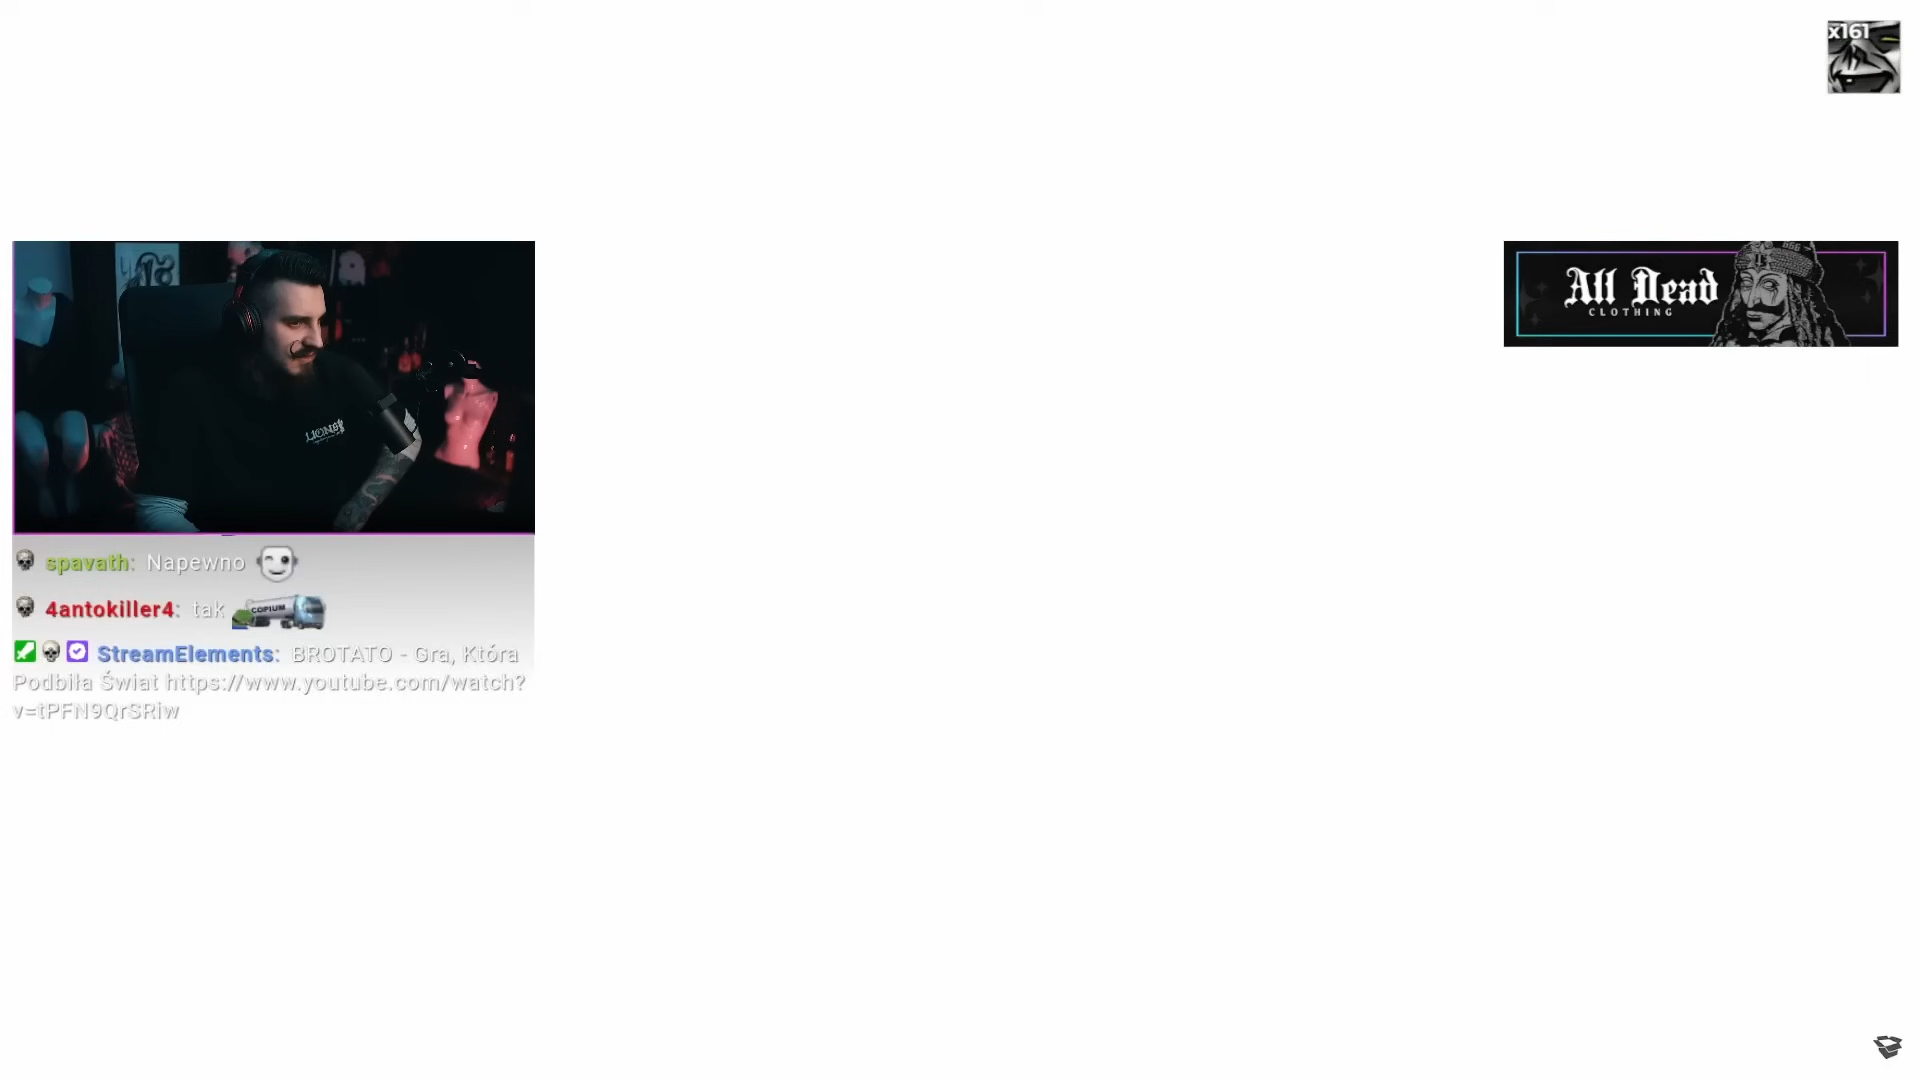 x161
All Dead
CLOTHING
LIONS
spavath: Napewno
4antokiller4: tak
COPIUM
StreamElements: BROTATO - Gra, Która
Podbiła Świat https://www.youtube.com/watch?
v=tPFN9QrSRiw